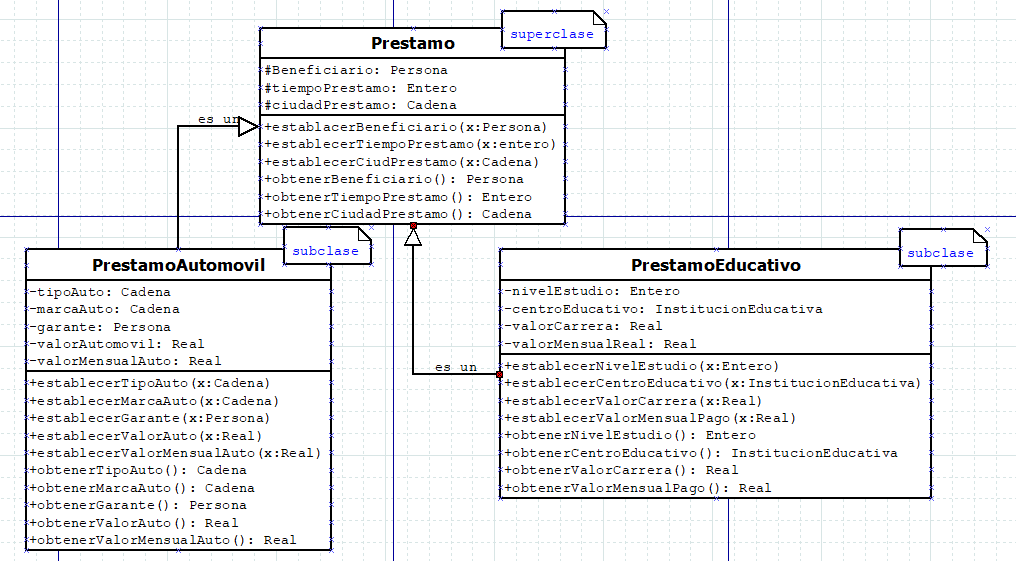 superclase
Prestamo
#Beneficiario: Persona
#tiempoPrestamo: Entero
#ciudadPrestamo: Cadena
+establacerBeneficiario(x:Persona)
+establecerTiempoPrestamo(x:entero)
+establecerCiudPrestamo(x:Cadena)
+obtenerBeneficiario(): Persona
+obtenerTiempoPrestamo(): Entero
+obtenerCiudadPrestamo(): Cadena
es un
subclase
PrestamoAutomovil
-tipoAuto: Cadena
-marcaAuto: Cadena
-garante: Persona
-valorAutomovil: Real
-valorMensualAuto: Real
+establecerTipoAuto(x:Cadena)
+establecerMarcaAuto(x:Cadena)
+establecerGarante(x:Persona)
+establecerValorAuto(x:Real)
+establecerValorMensualAuto(x:Real)
+obtenerTipoAuto(): Cadena
+obtenerMarcaAuto(): Cadena
+obtenerGarante(): Persona
+obtenerValorAuto(): Real
+obtenerValorMensualAuto(): Real
es un
subclase
PrestamoEducativo
-nivelEstudio: Entero
-centroEducativo: InstitucionEducativa
-valorCarrera: Real
-valorMensualReal: Real
+establecerNivelEstudio(x:Entero)
+establecerCentroEducativo(x:InstitucionEducativa)
+establecerValorCarrera(x:Real)
+establecerValorMensualPago(x:Real)
+obtenerNivelEstudio(): Entero
+obtenerCentroEducativo(): InstitucionEducativa
+obtenerValorCarrera(): Real
+obtenerValorMensualPago(): Real